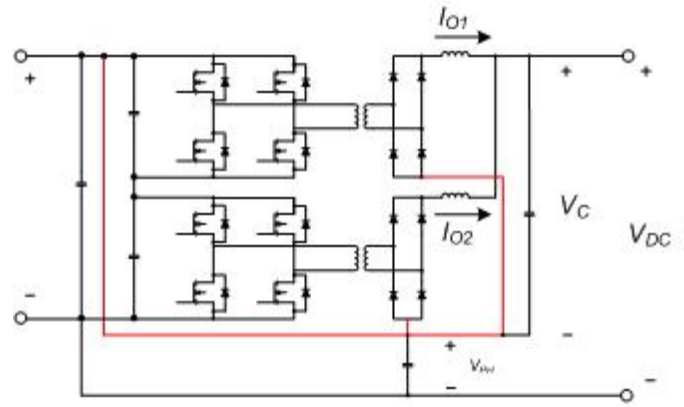 I_O1
+ + +
+
I_O2
V_C
V_DC
−
+ − −
−